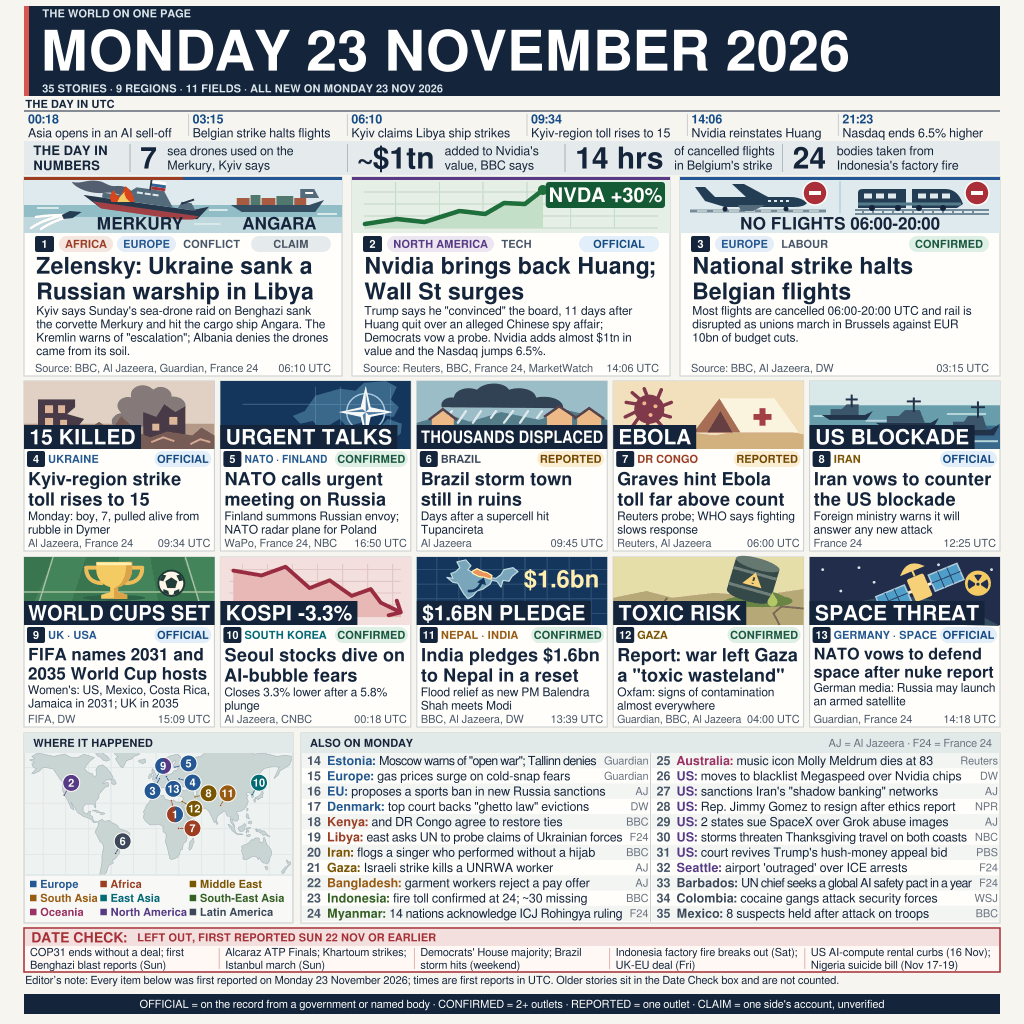 THE WORLD ON ONE PAGE
MONDAY 23 NOVEMBER 2026
35 STORIES · 9 REGIONS · 11 FIELDS · ALL NEW ON MONDAY 23 NOV 2026
THE DAY IN UTC
00:18
Asia opens in an AI sell-off
03:15
Belgian strike halts flights
06:10
Kyiv claims Libya ship strikes
09:34
Kyiv-region toll rises to 15
14:06
Nvidia reinstates Huang
21:23
Nasdaq ends 6.5% higher
THE DAY IN
NUMBERS
7
sea drones used on the
Merkury, Kyiv says
~$1tn
added to Nvidia's
value, BBC says
14 hrs
of cancelled flights
in Belgium's strike
24
bodies taken from
Indonesia's factory fire
MERKURY
ANGARA
1 AFRICA EUROPE CONFLICT CLAIM
Zelensky: Ukraine sank a
Russian warship in Libya
Kyiv says Sunday's sea-drone raid on Benghazi sank
the corvette Merkury and hit the cargo ship Angara. The
Kremlin warns of "escalation"; Albania denies the drones
came from its soil.
Source: BBC, Al Jazeera, Guardian, France 24 06:10 UTC
NVDA +30%
2 NORTH AMERICA TECH OFFICIAL
Nvidia brings back Huang;
Wall St surges
Trump says he "convinced" the board, 11 days after
Huang quit over an alleged Chinese spy affair;
Democrats vow a probe. Nvidia adds almost $1tn in
value and the Nasdaq jumps 6.5%.
Source: Reuters, BBC, France 24, MarketWatch 14:06 UTC
NO FLIGHTS 06:00-20:00
3 EUROPE LABOUR CONFIRMED
National strike halts
Belgian flights
Most flights are cancelled 06:00-20:00 UTC and rail is
disrupted as unions march in Brussels against EUR
10bn of budget cuts.
Source: BBC, Al Jazeera, DW 03:15 UTC
15 KILLED
4 UKRAINE OFFICIAL
Kyiv-region strike
toll rises to 15
Monday: boy, 7, pulled alive from
rubble in Dymer
Al Jazeera, France 24 09:34 UTC
URGENT TALKS
5 NATO · FINLAND CONFIRMED
NATO calls urgent
meeting on Russia
Finland summons Russian envoy;
NATO radar plane for Poland
WaPo, France 24, NBC 16:50 UTC
THOUSANDS DISPLACED
6 BRAZIL REPORTED
Brazil storm town
still in ruins
Days after a supercell hit
Tupancireta
Al Jazeera 09:45 UTC
EBOLA
7 DR CONGO REPORTED
Graves hint Ebola
toll far above count
Reuters probe; WHO says fighting
slows response
Reuters, Al Jazeera 06:00 UTC
US BLOCKADE
8 IRAN OFFICIAL
Iran vows to counter
the US blockade
Foreign ministry warns it will
answer any new attack
France 24 12:25 UTC
WORLD CUPS SET
9 UK · USA OFFICIAL
FIFA names 2031 and
2035 World Cup hosts
Women's: US, Mexico, Costa Rica,
Jamaica in 2031; UK in 2035
FIFA, DW 15:09 UTC
KOSPI -3.3%
10 SOUTH KOREA CONFIRMED
Seoul stocks dive on
AI-bubble fears
Closes 3.3% lower after a 5.8%
plunge
Al Jazeera, CNBC 00:18 UTC
$1.6bn
$1.6BN PLEDGE
11 NEPAL · INDIA CONFIRMED
India pledges $1.6bn
to Nepal in a reset
Flood relief as new PM Balendra
Shah meets Modi
BBC, Al Jazeera, DW 13:39 UTC
TOXIC RISK
12 GAZA CONFIRMED
Report: war left Gaza
a "toxic wasteland"
Oxfam: signs of contamination
almost everywhere
Guardian, BBC, Al Jazeera 04:00 UTC
SPACE THREAT
13 GERMANY · SPACE OFFICIAL
NATO vows to defend
space after nuke report
German media: Russia may launch
an armed satellite
Guardian, France 24 14:18 UTC
WHERE IT HAPPENED
2
9
5
3
13
4
8
11
10
12
1
7
6
Europe Africa Middle East
South Asia East Asia South-East Asia
Oceania North America Latin America
ALSO ON MONDAY
AJ = Al Jazeera · F24 = France 24
14 Estonia: Moscow warns of "open war"; Tallinn denies Guardian
15 Europe: gas prices surge on cold-snap fears Guardian
16 EU: proposes a sports ban in new Russia sanctions AJ
17 Denmark: top court backs "ghetto law" evictions DW
18 Kenya: and DR Congo agree to restore ties BBC
19 Libya: east asks UN to probe claims of Ukrainian forces F24
20 Iran: flogs a singer who performed without a hijab BBC
21 Gaza: Israeli strike kills a UNRWA worker AJ
22 Bangladesh: garment workers reject a pay offer AJ
23 Indonesia: fire toll confirmed at 24; ~30 missing BBC
24 Myanmar: 14 nations acknowledge ICJ Rohingya ruling F24
25 Australia: music icon Molly Meldrum dies at 83 Reuters
26 US: moves to blacklist Megaspeed over Nvidia chips DW
27 US: sanctions Iran's "shadow banking" networks AJ
28 US: Rep. Jimmy Gomez to resign after ethics report NPR
29 US: 2 states sue SpaceX over Grok abuse images AJ
30 US: storms threaten Thanksgiving travel on both coasts NBC
31 US: court revives Trump's hush-money appeal bid PBS
32 Seattle: airport 'outraged' over ICE arrests F24
33 Barbados: UN chief seeks a global AI safety pact in a year F24
34 Colombia: cocaine gangs attack security forces WSJ
35 Mexico: 8 suspects held after attack on troops BBC
DATE CHECK: LEFT OUT, FIRST REPORTED SUN 22 NOV OR EARLIER
COP31 ends without a deal; first
Benghazi blast reports (Sun)
Alcaraz ATP Finals; Khartoum strikes;
Istanbul march (Sun)
Democrats' House majority; Brazil
storm hits (weekend)
Indonesia factory fire breaks out (Sat);
UK-EU deal (Fri)
US AI-compute rental curbs (16 Nov);
Nigeria suicide bill (Nov 17-19)
Editor's note: Every item below was first reported on Monday 23 November 2026; times are first reports in UTC. Older stories sit in the Date Check box and are not counted.
OFFICIAL = on the record from a government or named body · CONFIRMED = 2+ outlets · REPORTED = one outlet · CLAIM = one side's account, unverified